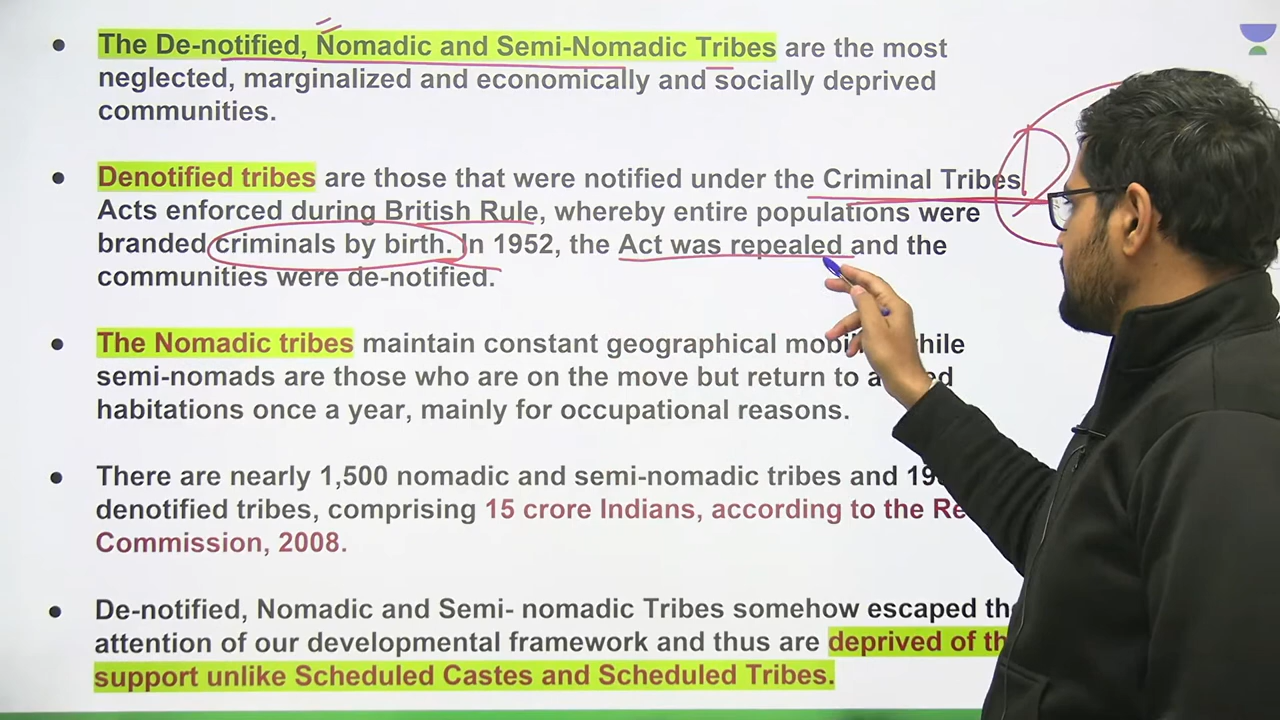 ● The De-notified, Nomadic and Semi-Nomadic Tribes are the most
neglected, marginalized and economically and socially deprived
communities.
● Denotified tribes are those that were notified under the Criminal Tribes
Acts enforced during British Rule, whereby entire populations were
branded criminals by birth. In 1952, the Act was repealed and the
communities were de-notified.
● The Nomadic tribes maintain constant geographical while
semi-nomads are those who are on the move but return to
habitations once a year, mainly for occupational reasons.
● There are nearly 1,500 nomadic and semi-nomadic tribes and
denotified tribes, comprising 15 crore Indians, according to the
Commission, 2008.
● De-notified, Nomadic and Semi- nomadic Tribes somehow escaped the
attention of our developmental framework and thus are deprived of the
support unlike Scheduled Castes and Scheduled Tribes.